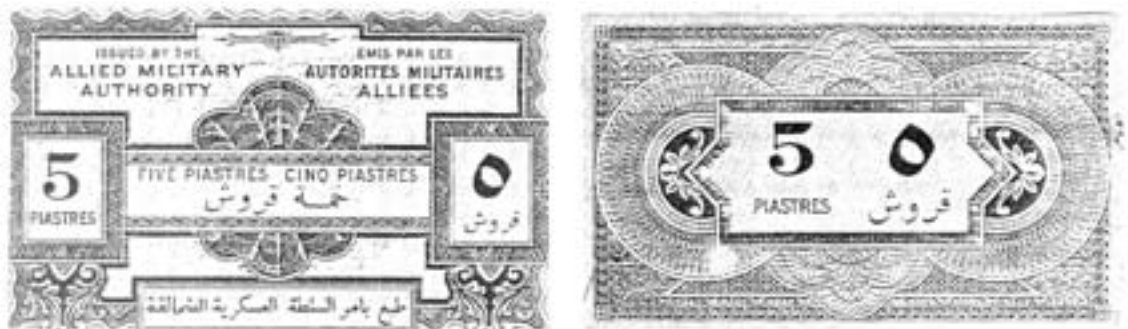 ISSUED BY THE
ALLIED MILITARY
AUTHORITY
EMIS PAR LES
AUTORITES MILITAIRES
ALLIEES
5
PIASTRES
FIVE PIASTRES CINQ PIASTRES
خمسة قروش
٥
قروش
طبع بامر السلطة العسكرية المتحالفة
5 ٥
PIASTRES قروش